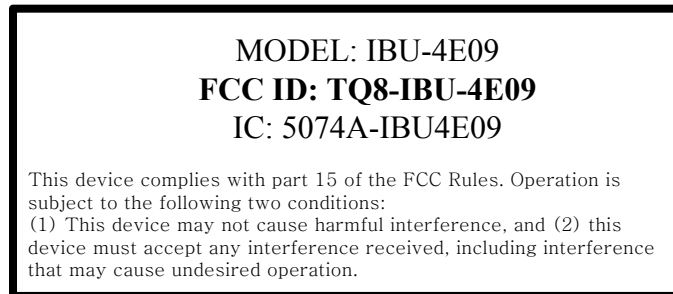 MODEL: IBU-4E09
FCC ID: TQ8-IBU-4E09
IC: 5074A-IBU4E09
This device complies with part 15 of the FCC Rules. Operation is
subject to the following two conditions:
(1) This device may not cause harmful interference, and (2) this
device must accept any interference received, including interference
that may cause undesired operation.